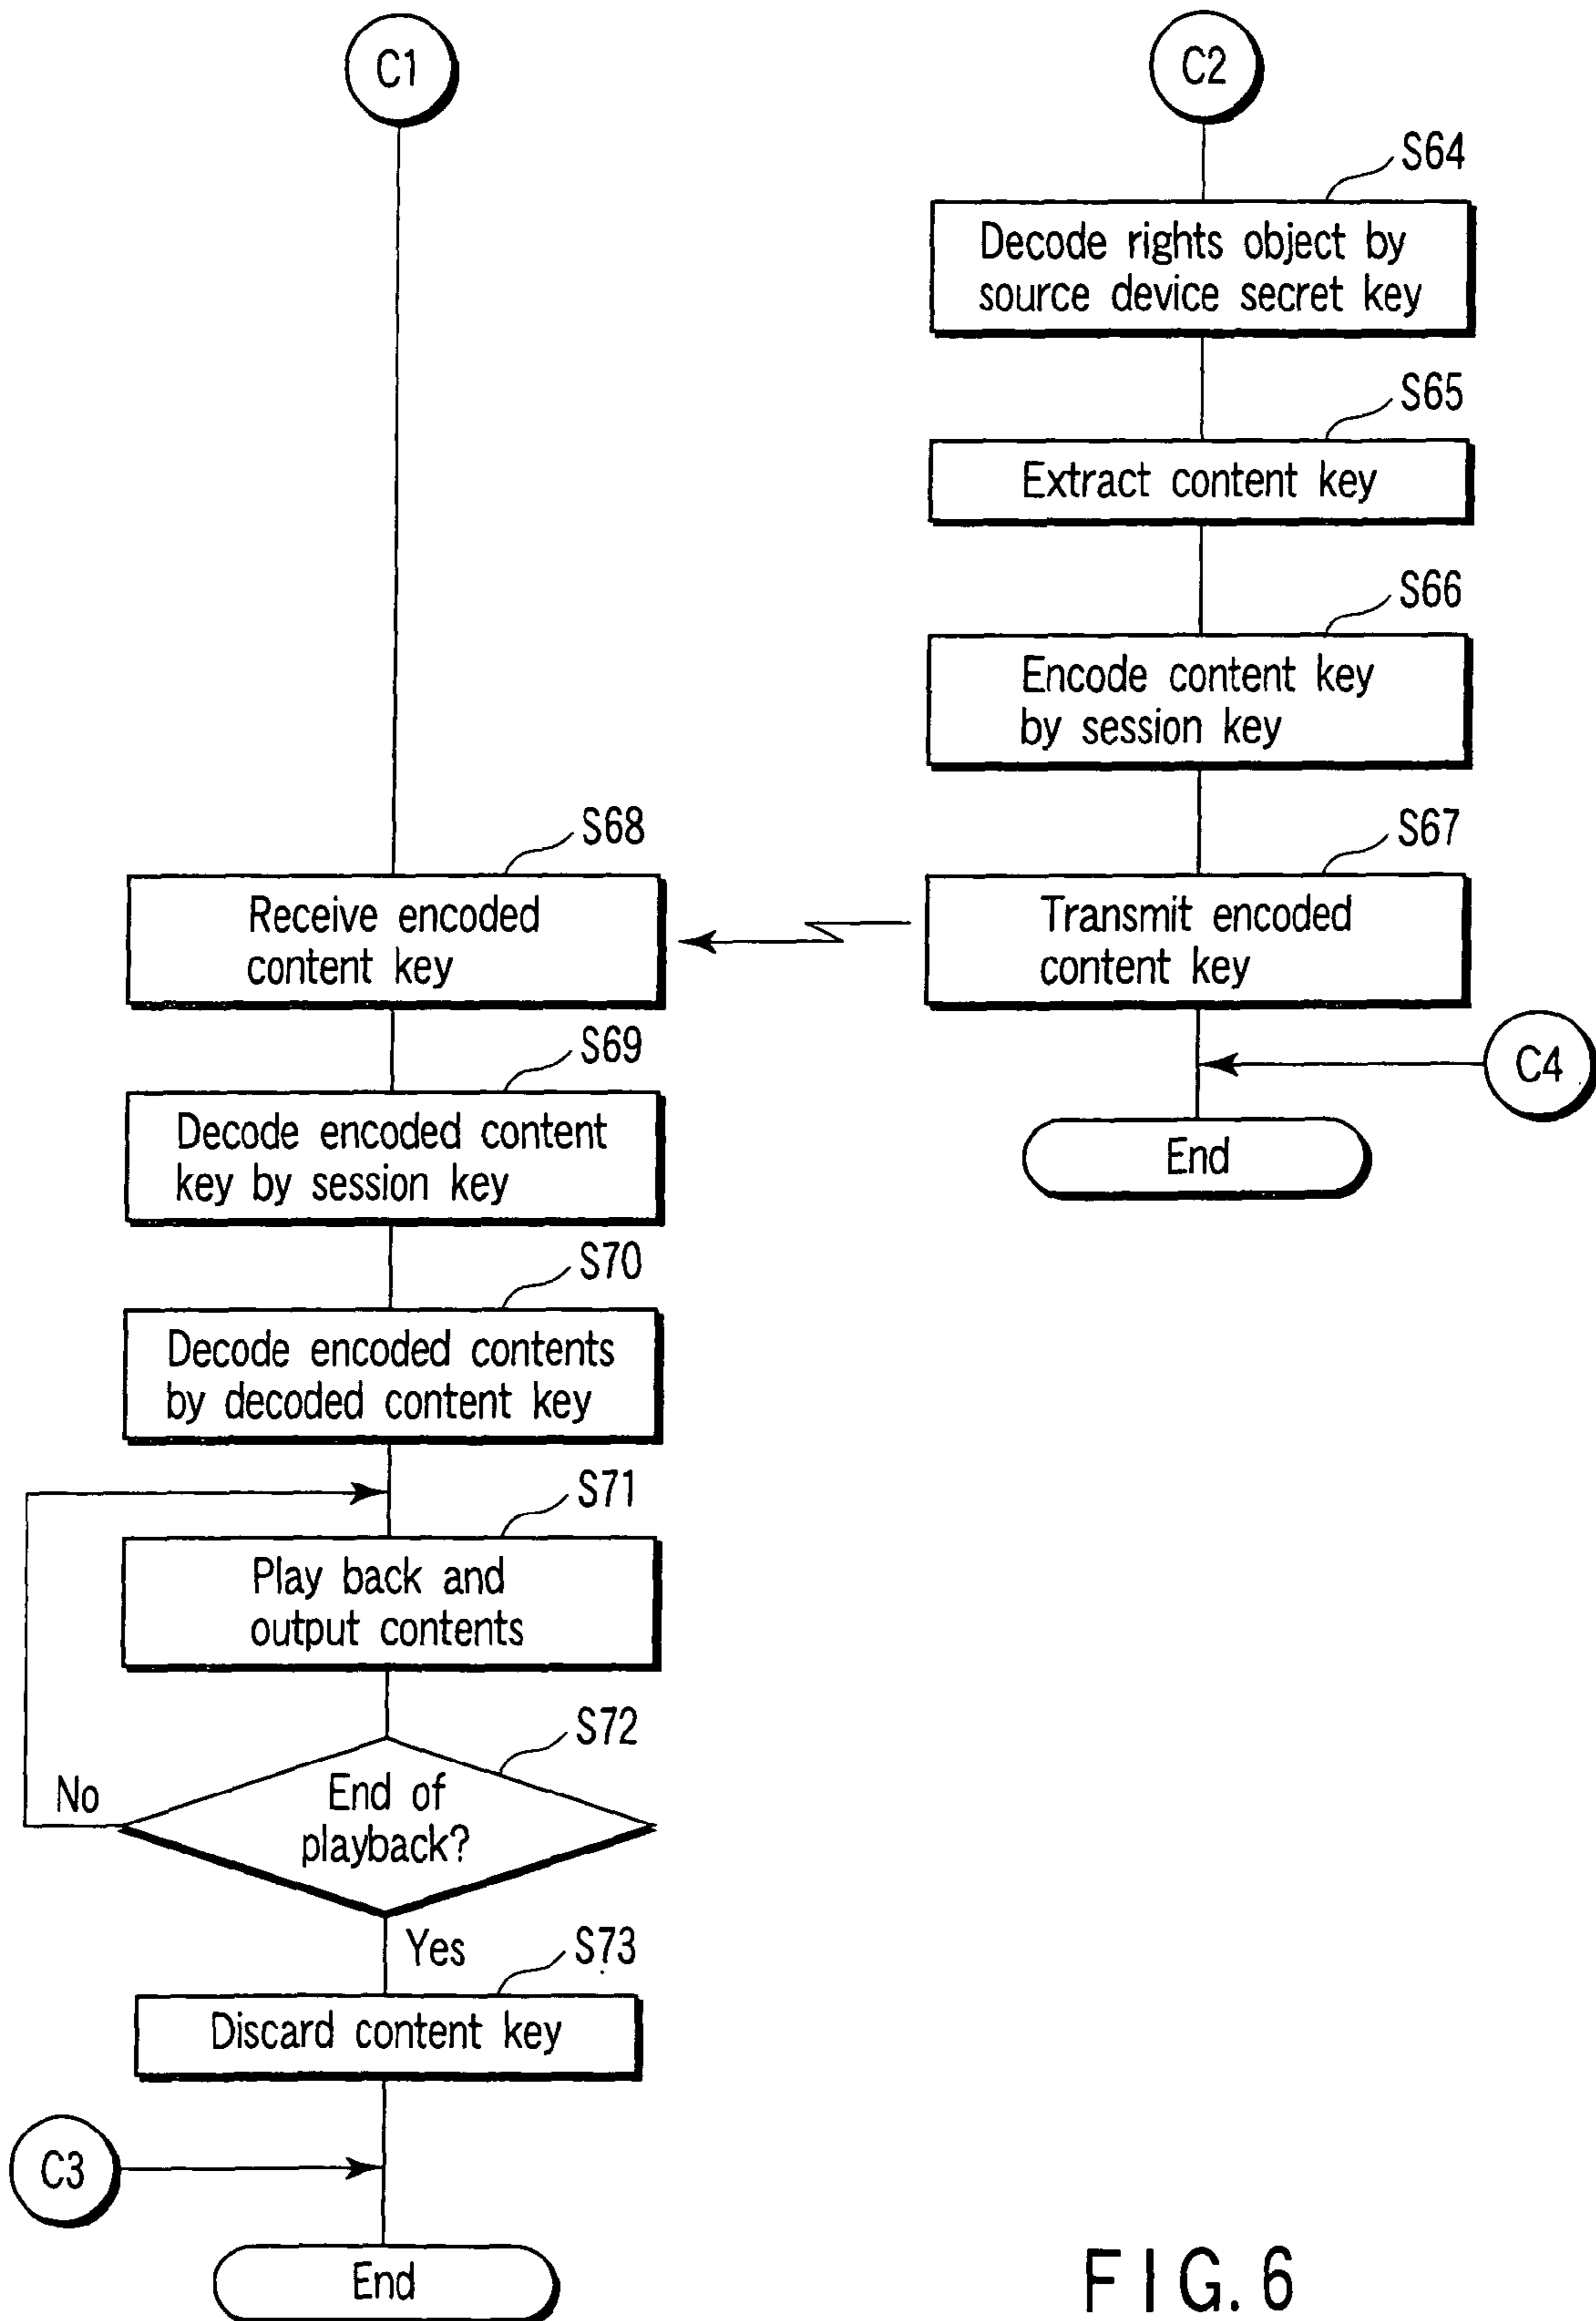 C1
C2
S64
Decode rights object by
source device secret key
S65
Extract content key
S66
Encode content key
by session key
S67
Transmit encoded
content key
C4
End
S68
Receive encoded
content key
S69
Decode encoded content
key by session key
S70
Decode encoded contents
by decoded content key
S71
Play back and
output contents
S72
End of
playback?
No
Yes
S73
Discard content key
C3
End
FIG. 6